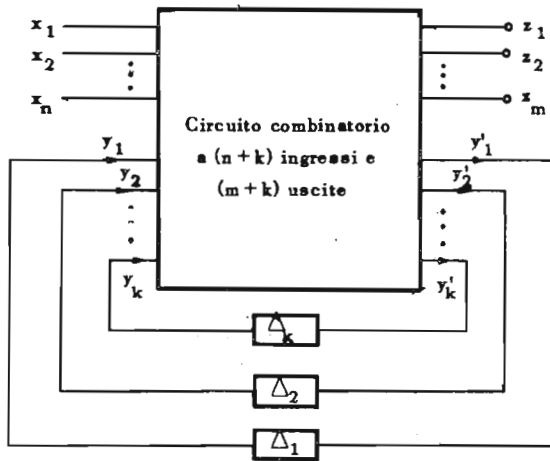 x1 z1
x2 z2
xn zm
Circuito combinatorio
a (n + k) ingressi e
(m + k) uscite
y1 y'1
y2 y'2
yk y'k
Δk
Δ2
Δ1